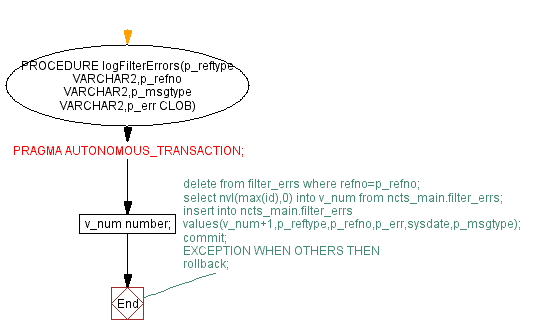 PROCEDURE logFilterErrors(p_reftype
VARCHAR2,p_refno
VARCHAR2,p_msgtype
VARCHAR2,p_err CLOB)
PRAGMA AUTONOMOUS_TRANSACTION;
delete from filter_errs where refno=p_refno;
select nvl(max(id),0) into v_num from ncts_main.filter_errs;
insert into ncts_main.filter_errs
values(v_num+1,p_reftype,p_refno,p_err,sysdate,p_msgtype);
commit;
EXCEPTION WHEN OTHERS THEN
rollback;
v_num number;
End